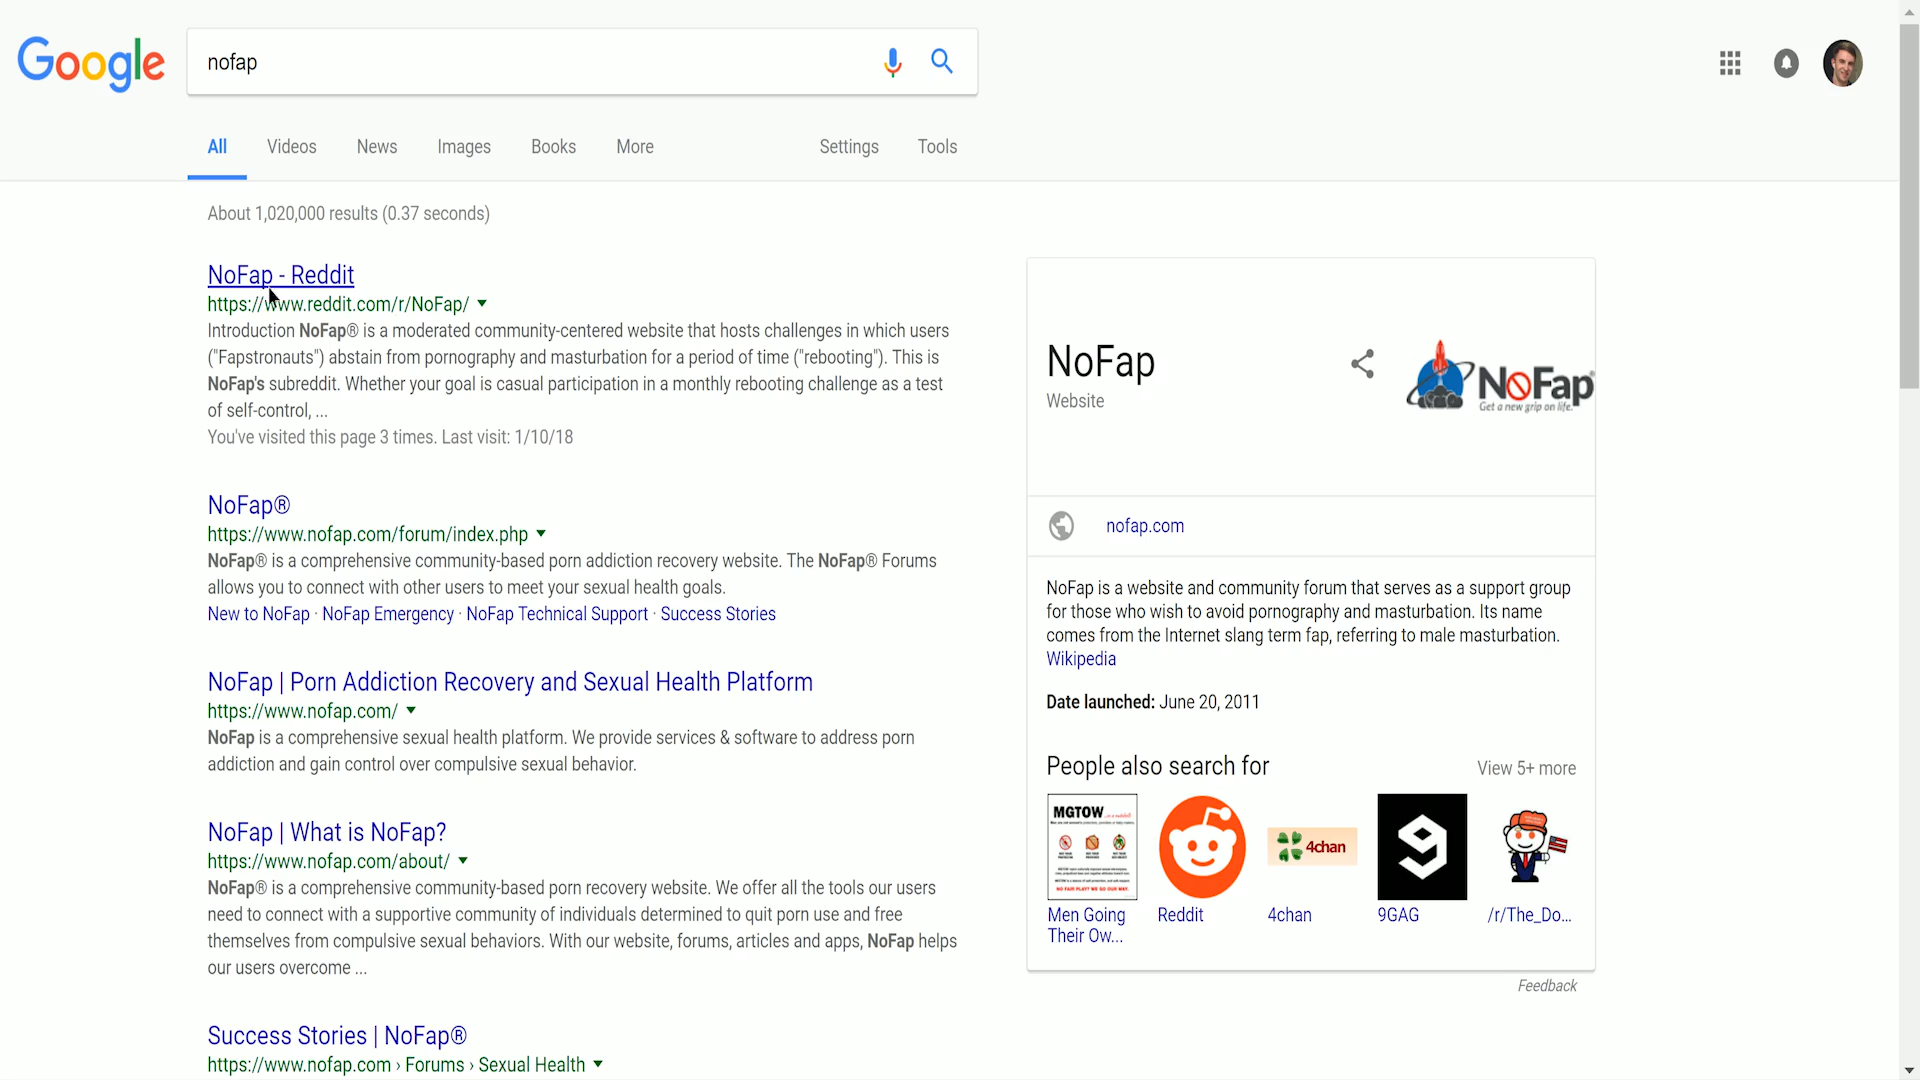 Google
nofap
All Videos News Images Books More Settings Tools
About 1,020,000 results (0.37 seconds)
NoFap - Reddit
https://www.reddit.com/r/NoFap/
Introduction NoFap® is a moderated community-centered website that hosts challenges in which users
("Fapstronauts") abstain from pornography and masturbation for a period of time ("rebooting"). This is
NoFap's subreddit. Whether your goal is casual participation in a monthly rebooting challenge as a test
of self-control, ...
You've visited this page 3 times. Last visit: 1/10/18
NoFap®
https://www.nofap.com/forum/index.php
NoFap® is a comprehensive community-based porn addiction recovery website. The NoFap® Forums
allows you to connect with other users to meet your sexual health goals.
New to NoFap · NoFap Emergency · NoFap Technical Support · Success Stories
NoFap | Porn Addiction Recovery and Sexual Health Platform
https://www.nofap.com/
NoFap is a comprehensive sexual health platform. We provide services & software to address porn
addiction and gain control over compulsive sexual behavior.
NoFap | What is NoFap?
https://www.nofap.com/about/
NoFap® is a comprehensive community-based porn recovery website. We offer all the tools our users
need to connect with a supportive community of individuals determined to quit porn use and free
themselves from compulsive sexual behaviors. With our website, forums, articles and apps, NoFap helps
our users overcome ...
Success Stories | NoFap®
https://www.nofap.com › Forums › Sexual Health
NoFap
Website
NoFap
Get a new grip on life.
nofap.com
NoFap is a website and community forum that serves as a support group
for those who wish to avoid pornography and masturbation. Its name
comes from the Internet slang term fap, referring to male masturbation.
Wikipedia
Date launched: June 20, 2011
People also search for
View 5+ more
MGTOW
4chan
Men Going
Their Ow...
Reddit
4chan
9GAG
/r/The_Do...
Feedback